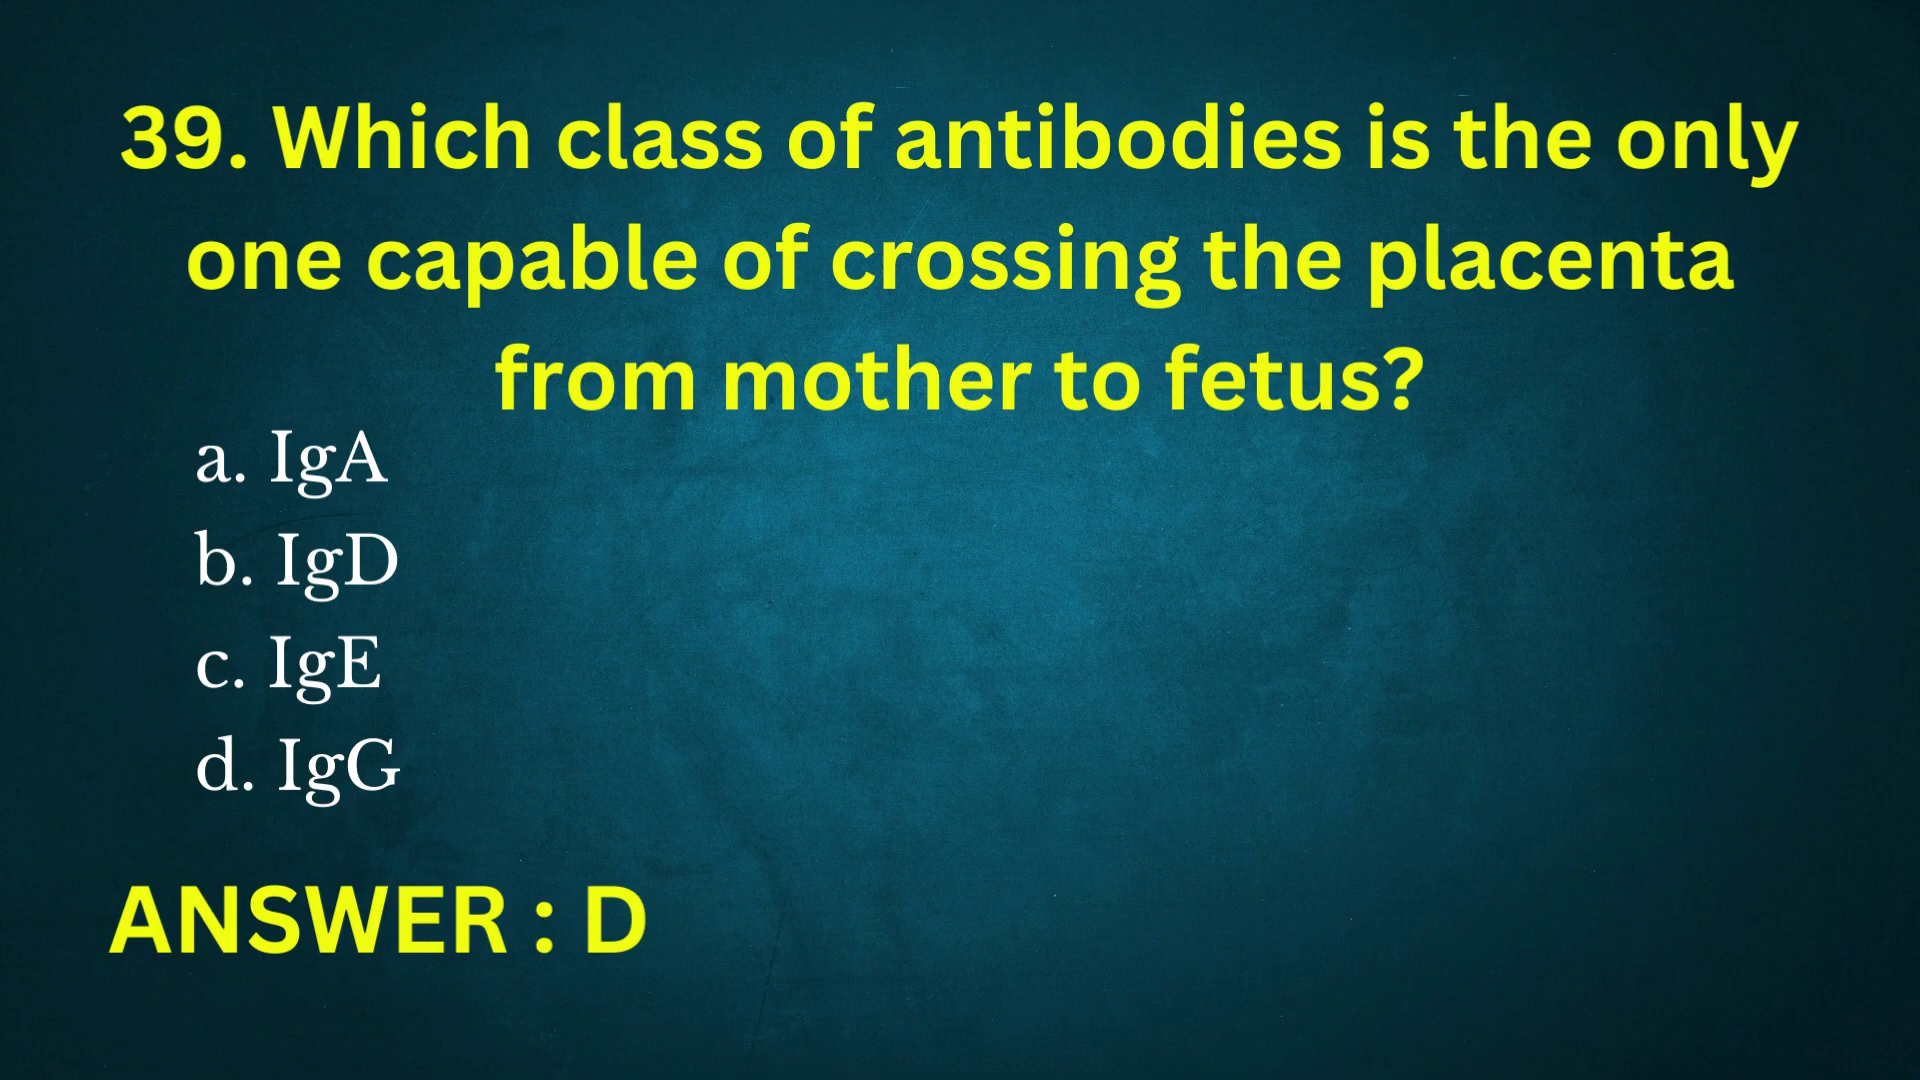 39. Which class of antibodies is the only
one capable of crossing the placenta
from mother to fetus?
a. IgA
b. IgD
c. IgE
d. IgG
ANSWER : D